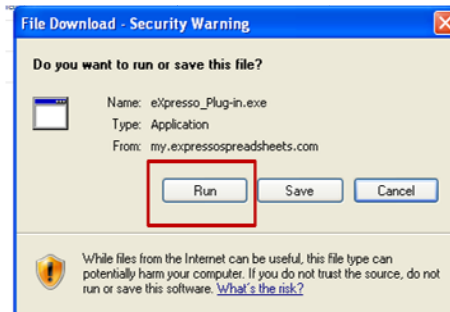 File Download - Security Warning
Do you want to run or save this file?
Name: eXpresso_Plug-in.exe
Type: Application
From: my.expressospreadsheets.com
Run Save Cancel
While files from the Internet can be useful, this file type can
potentially harm your computer. If you do not trust the source, do not
run or save this software. What's the risk?